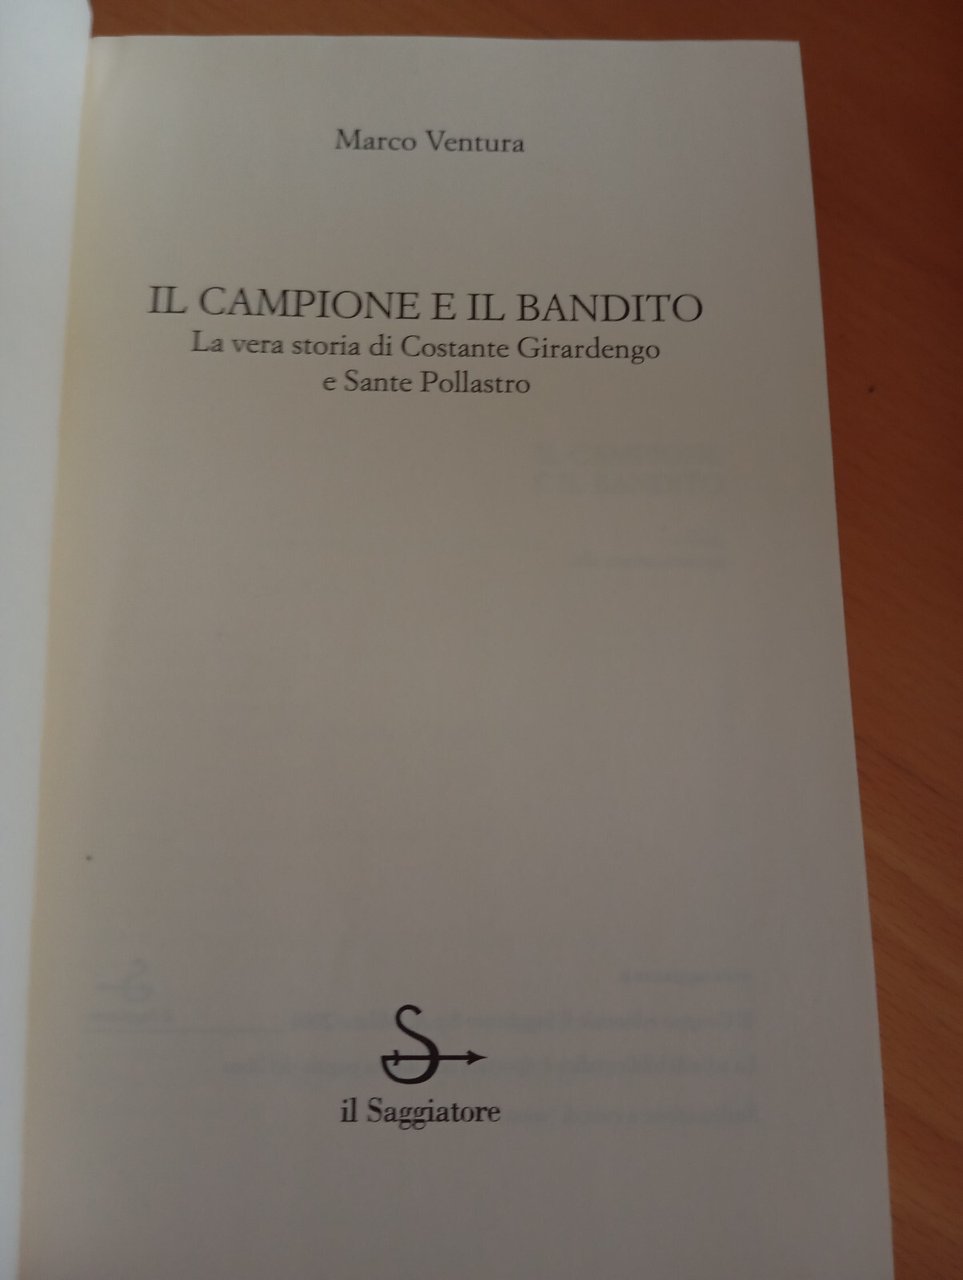 Marco Ventura
IL CAMPIONE E IL BANDITO
La vera storia di Costante Girardengo
e Sante Pollastro
il Saggiatore